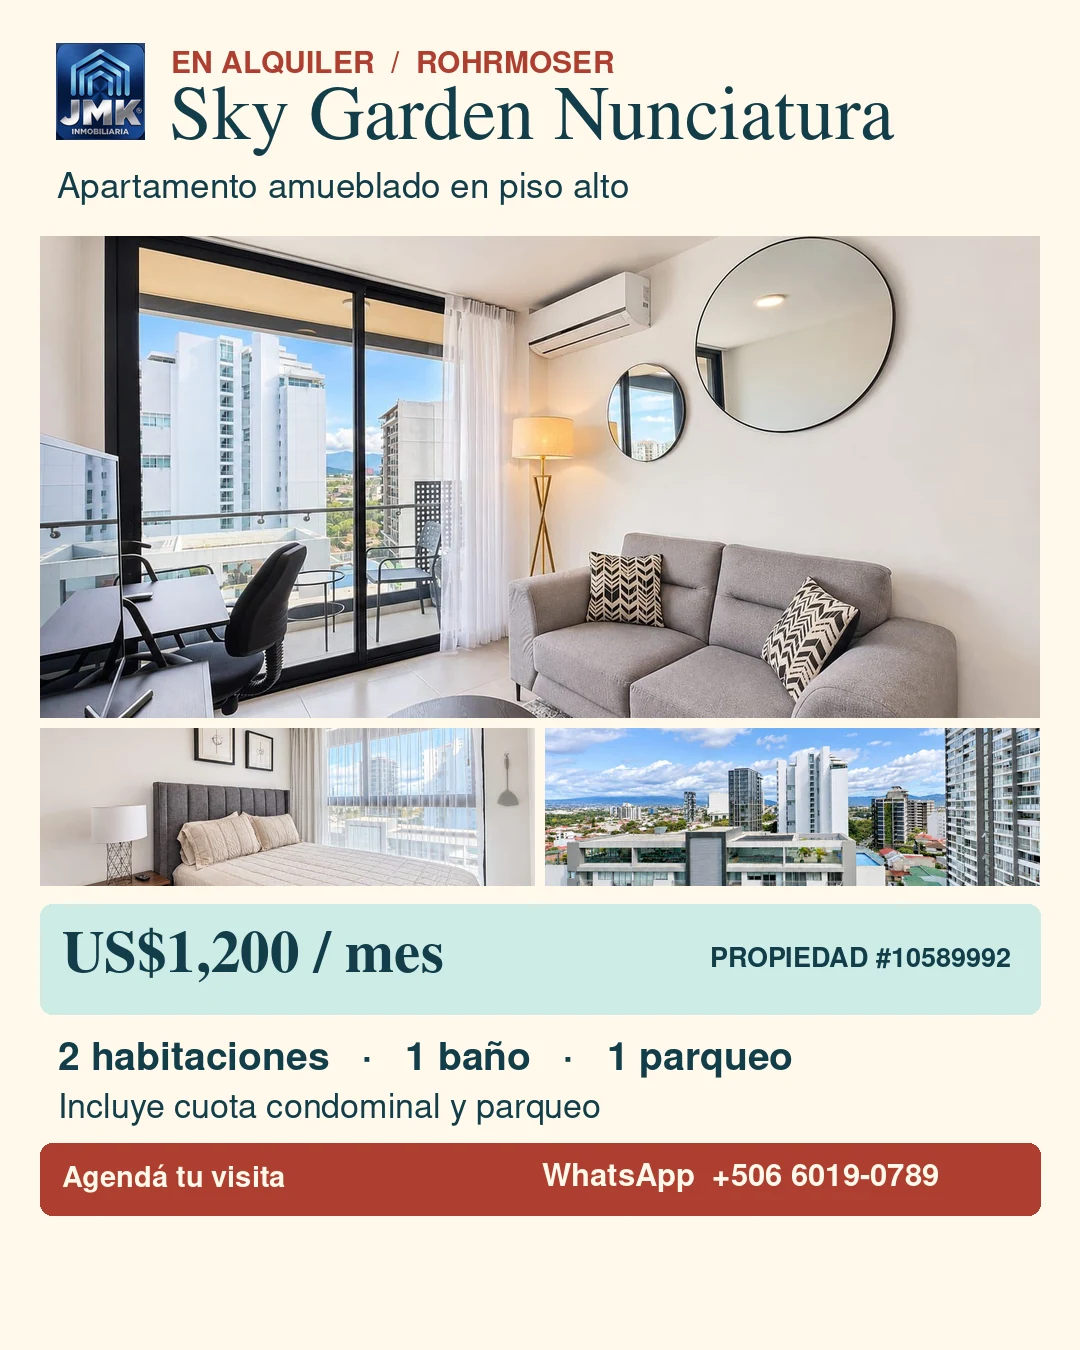 JMK
INMOBILIARIA
EN ALQUILER / ROHRMOSER
Sky Garden Nunciatura
Apartamento amueblado en piso alto
US$1,200 / mes
PROPIEDAD #10589992
2 habitaciones · 1 baño · 1 parqueo
Incluye cuota condominal y parqueo
Agendá tu visita
WhatsApp +506 6019-0789